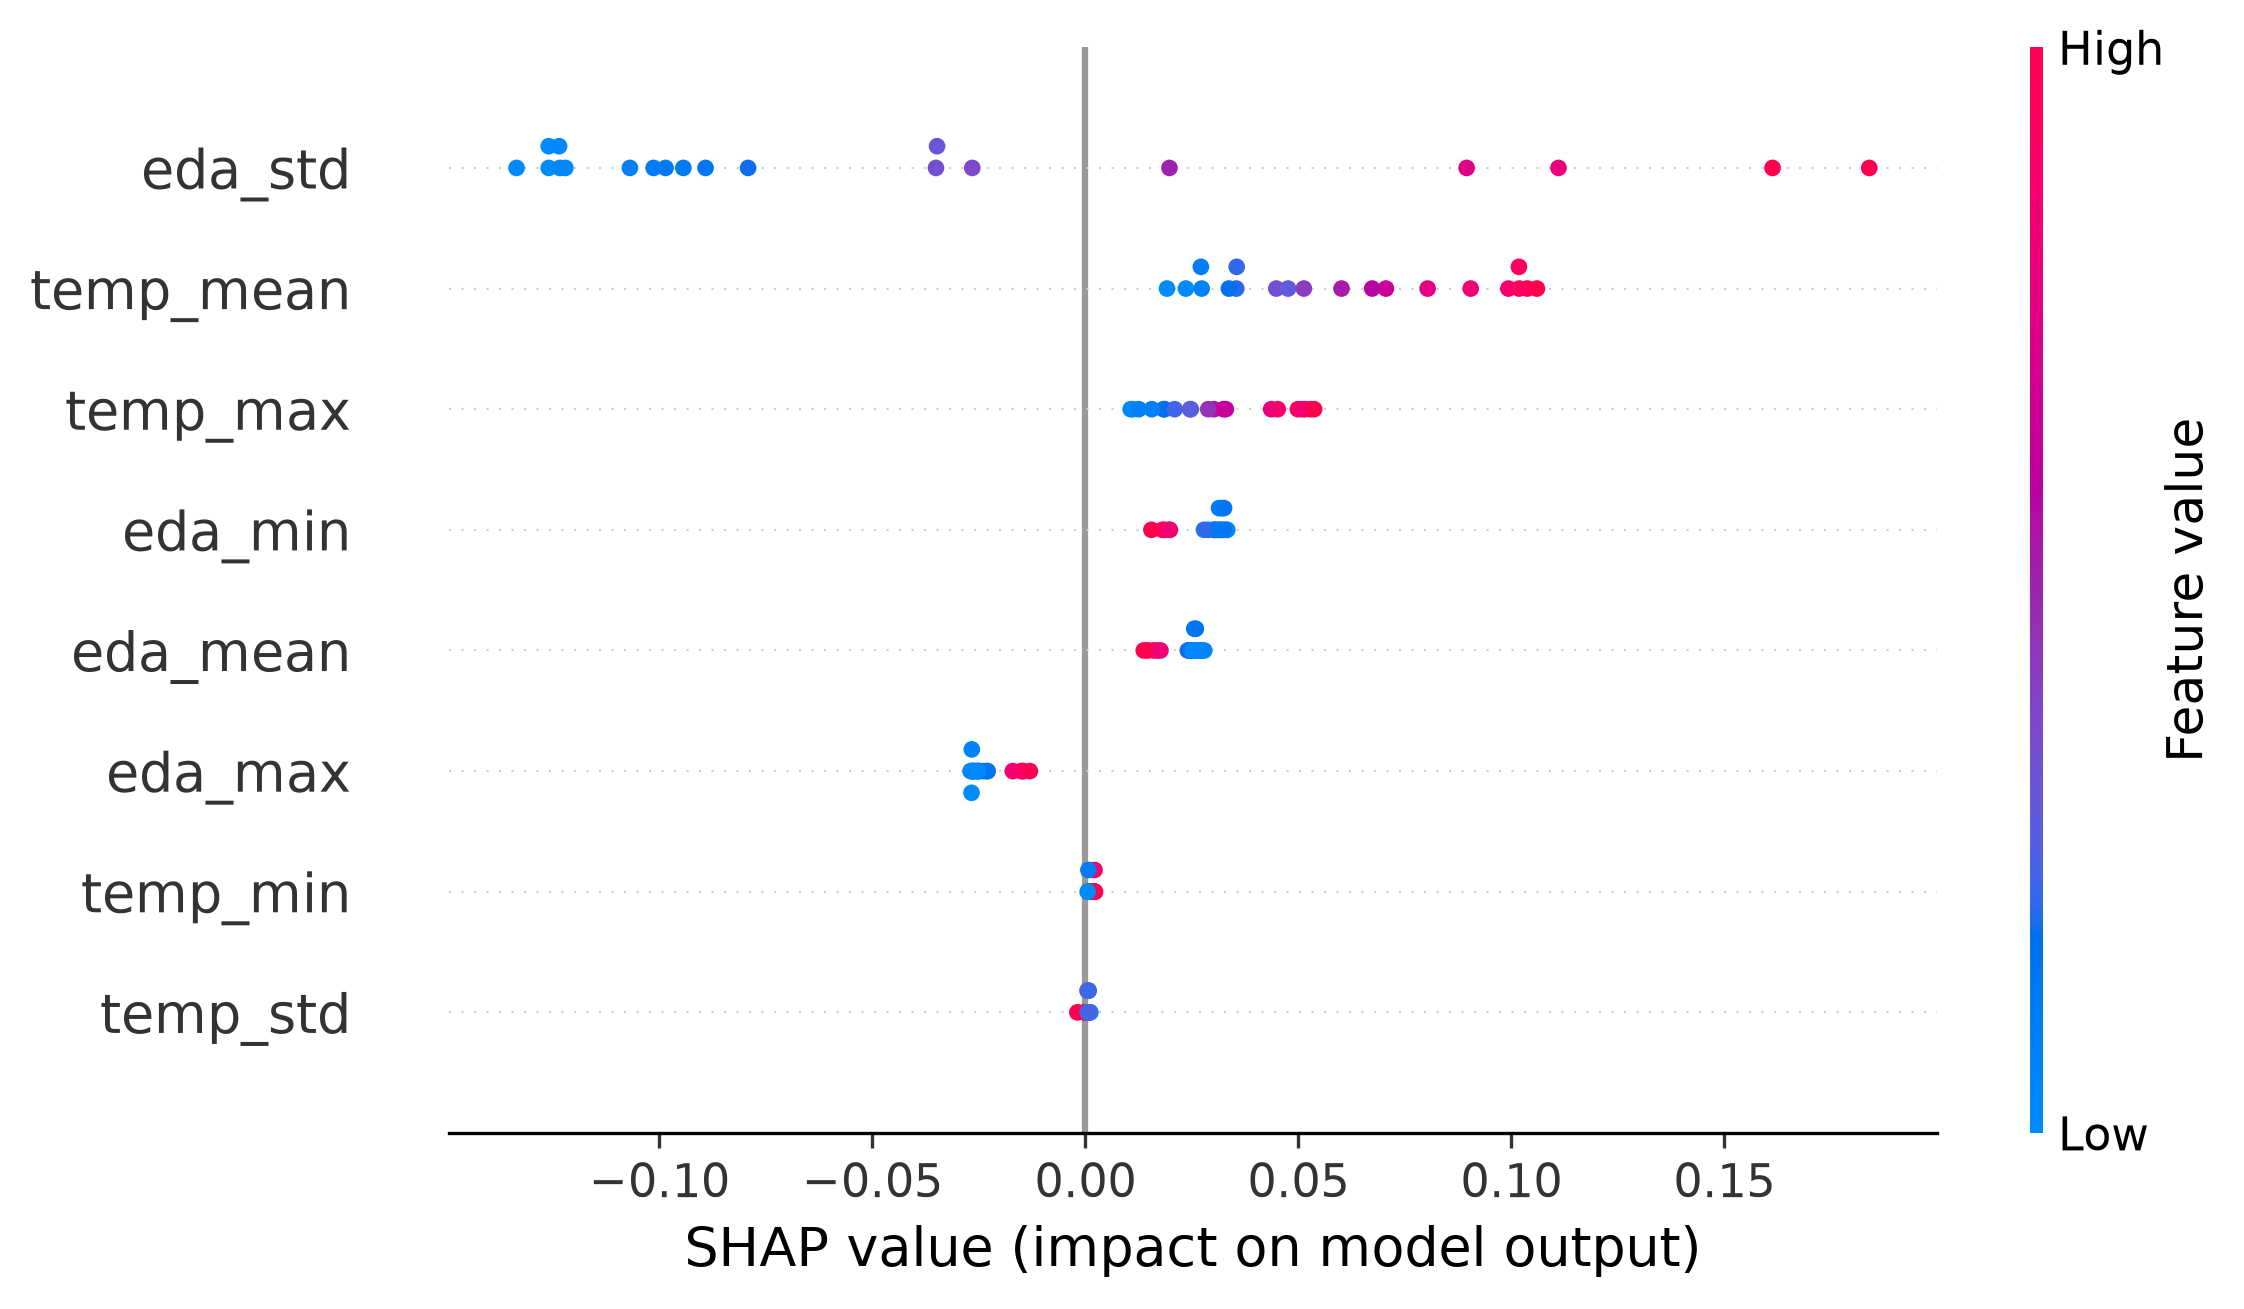 High
eda_std
temp_mean
temp_max
eda_min
eda_mean
eda_max
temp_min
temp_std
Feature value
Low
−0.10 −0.05 0.00 0.05 0.10 0.15
SHAP value (impact on model output)